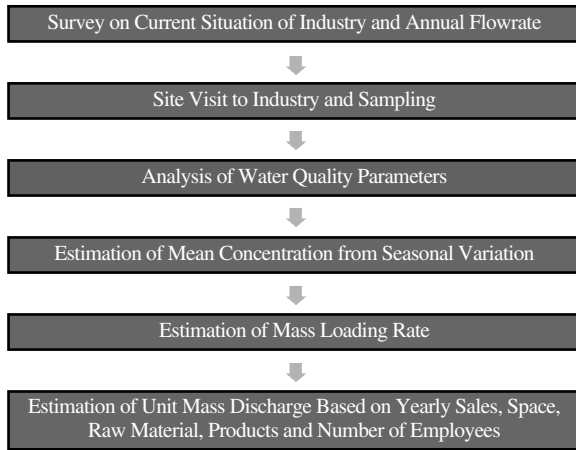 Survey on Current Situation of Industry and Annual Flowrate
Site Visit to Industry and Sampling
Analysis of Water Quality Parameters
Estimation of Mean Concentration from Seasonal Variation
Estimation of Mass Loading Rate
Estimation of Unit Mass Discharge Based on Yearly Sales, Space,
Raw Material, Products and Number of Employees